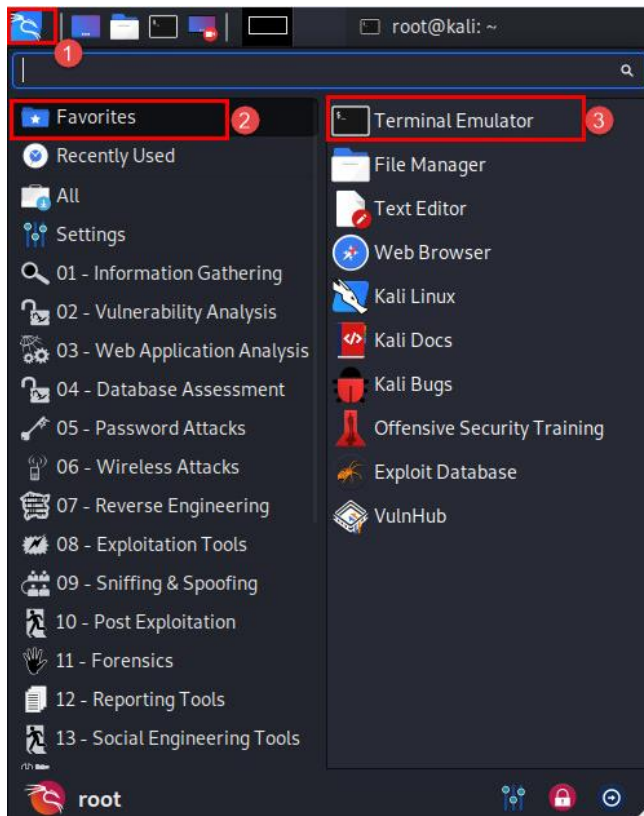 root@kali: ~
1
Favorites
2
Terminal Emulator
3
Recently Used
File Manager
All
Text Editor
Settings
Web Browser
01 - Information Gathering
Kali Linux
02 - Vulnerability Analysis
Kali Docs
03 - Web Application Analysis
Kali Bugs
04 - Database Assessment
Offensive Security Training
05 - Password Attacks
Exploit Database
06 - Wireless Attacks
VulnHub
07 - Reverse Engineering
08 - Exploitation Tools
09 - Sniffing & Spoofing
10 - Post Exploitation
11 - Forensics
12 - Reporting Tools
13 - Social Engineering Tools
root